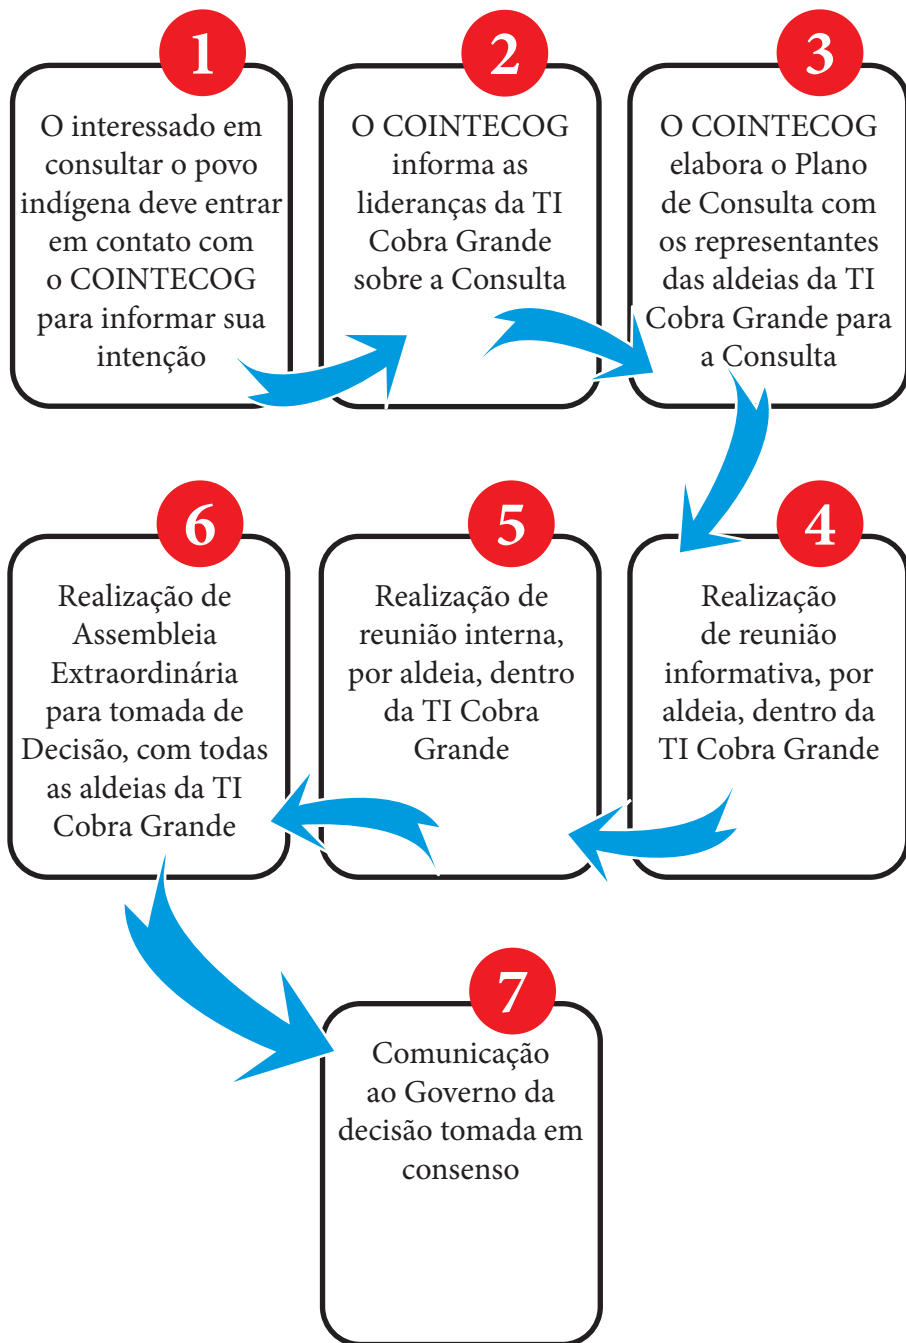 1
O interessado em
consultar o povo
indígena deve entrar
em contato com
o COINTECOG
para informar sua
intenção
2
O COINTECOG
informa as
lideranças da TI
Cobra Grande
sobre a Consulta
3
O COINTECOG
elabora o Plano
de Consulta com
os representantes
das aldeias da TI
Cobra Grande para
a Consulta
4
Realização
de reunião
informativa, por
aldeia, dentro da
TI Cobra Grande
5
Realização de
reunião interna,
por aldeia, dentro
da TI Cobra
Grande
6
Realização de
Assembleia
Extraordinária
para tomada de
Decisão, com todas
as aldeias da TI
Cobra Grande
7
Comunicação
ao Governo da
decisão tomada em
consenso